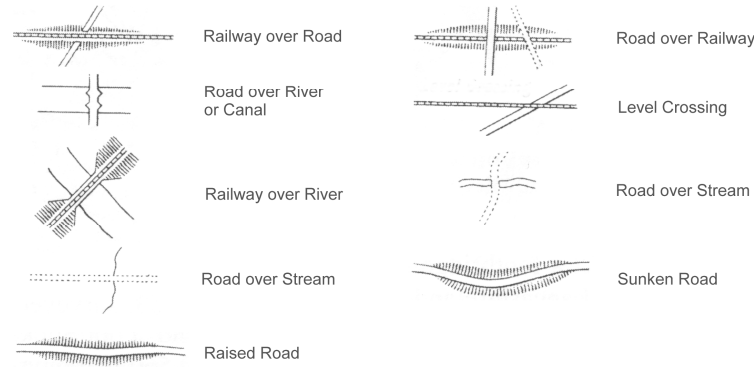 Railway over Road
Road over Railway
Road over River
or Canal
Level Crossing
Railway over River
Road over Stream
Road over Stream
Sunken Road
Raised Road